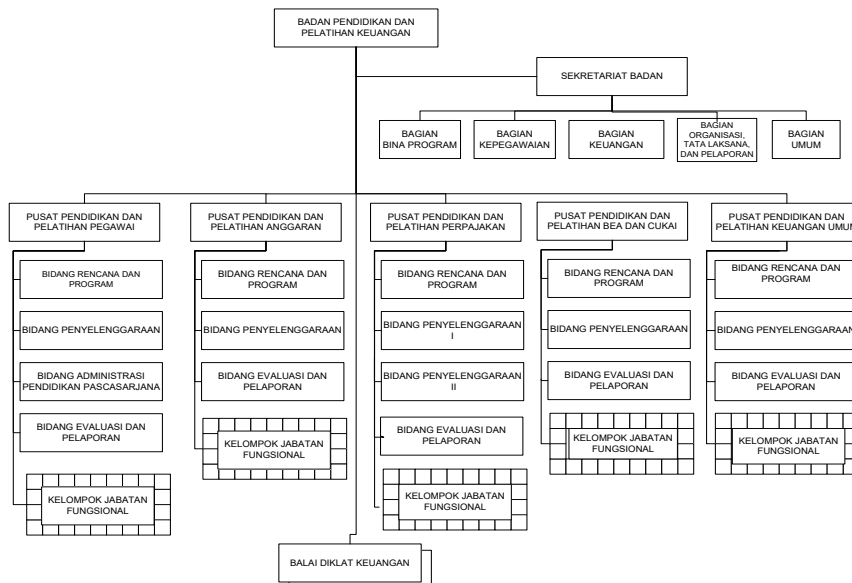 BADAN PENDIDIKAN DAN
PELATIHAN KEUANGAN
SEKRETARIAT BADAN
BAGIAN
BINA PROGRAM
BAGIAN
KEPEGAWAIAN
BAGIAN
KEUANGAN
BAGIAN
ORGANISASI,
TATA LAKSANA,
DAN PELAPORAN
BAGIAN
UMUM
PUSAT PENDIDIKAN DAN
PELATIHAN PEGAWAI
BIDANG RENCANA DAN
PROGRAM
BIDANG PENYELENGGARAAN
BIDANG ADMINISTRASI
PENDIDIKAN PASCASARJANA
BIDANG EVALUASI DAN
PELAPORAN
KELOMPOK JABATAN
FUNGSIONAL
PUSAT PENDIDIKAN DAN
PELATIHAN ANGGARAN
BIDANG RENCANA DAN
PROGRAM
BIDANG PENYELENGGARAAN
BIDANG EVALUASI DAN
PELAPORAN
KELOMPOK JABATAN
FUNGSIONAL
PUSAT PENDIDIKAN DAN
PELATIHAN PERPAJAKAN
BIDANG RENCANA DAN
PROGRAM
BIDANG PENYELENGGARAAN
I
BIDANG PENYELENGGARAAN
II
BIDANG EVALUASI DAN
PELAPORAN
KELOMPOK JABATAN
FUNGSIONAL
PUSAT PENDIDIKAN DAN
PELATIHAN BEA DAN CUKAI
BIDANG RENCANA DAN
PROGRAM
BIDANG PENYELENGGARAAN
BIDANG EVALUASI DAN
PELAPORAN
KELOMPOK JABATAN
FUNGSIONAL
PUSAT PENDIDIKAN DAN
PELATIHAN KEUANGAN UMUM
BIDANG RENCANA DAN
PROGRAM
BIDANG PENYELENGGARAAN
BIDANG EVALUASI DAN
PELAPORAN
KELOMPOK JABATAN
FUNGSIONAL
BALAI DIKLAT KEUANGAN